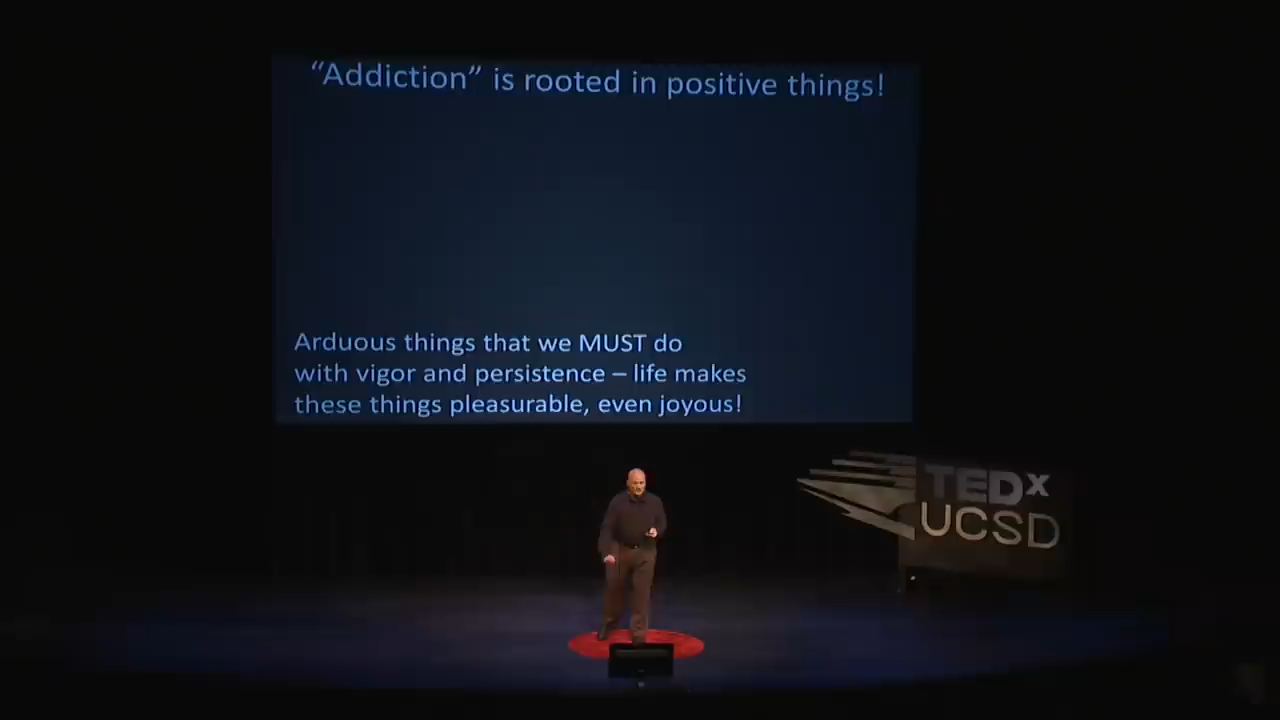 “Addiction” is rooted in positive things!
Arduous things that we MUST do
with vigor and persistence – life makes
these things pleasurable, even joyous!
TEDx
UCSD